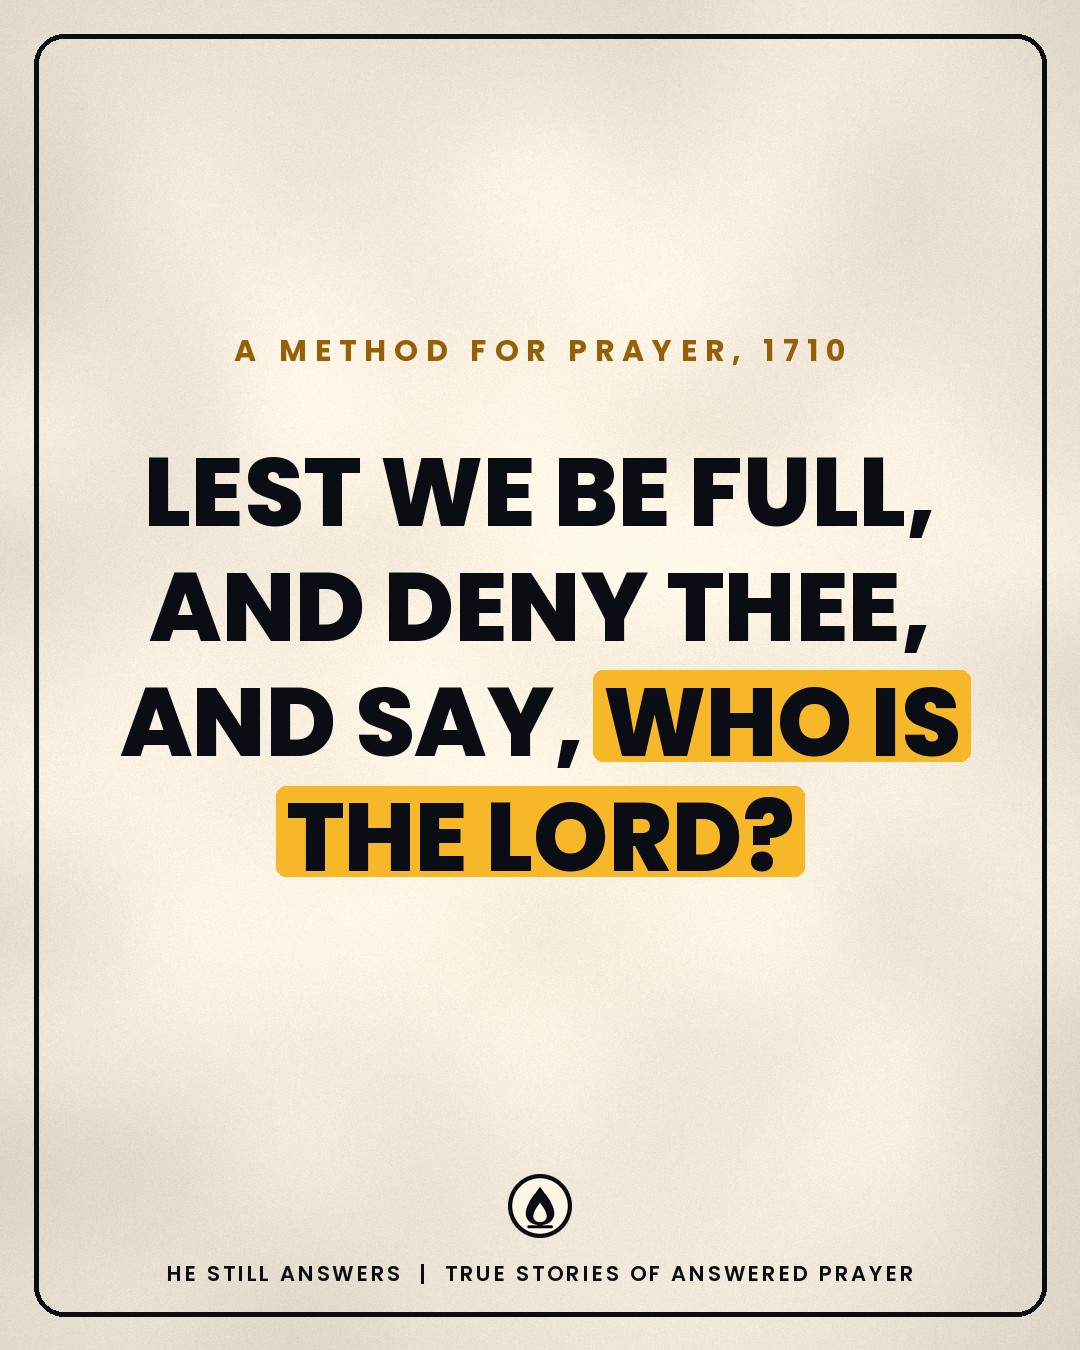 A METHOD FOR PRAYER, 1710
LEST WE BE FULL,
AND DENY THEE,
AND SAY, WHO IS
THE LORD?
HE STILL ANSWERS | TRUE STORIES OF ANSWERED PRAYER